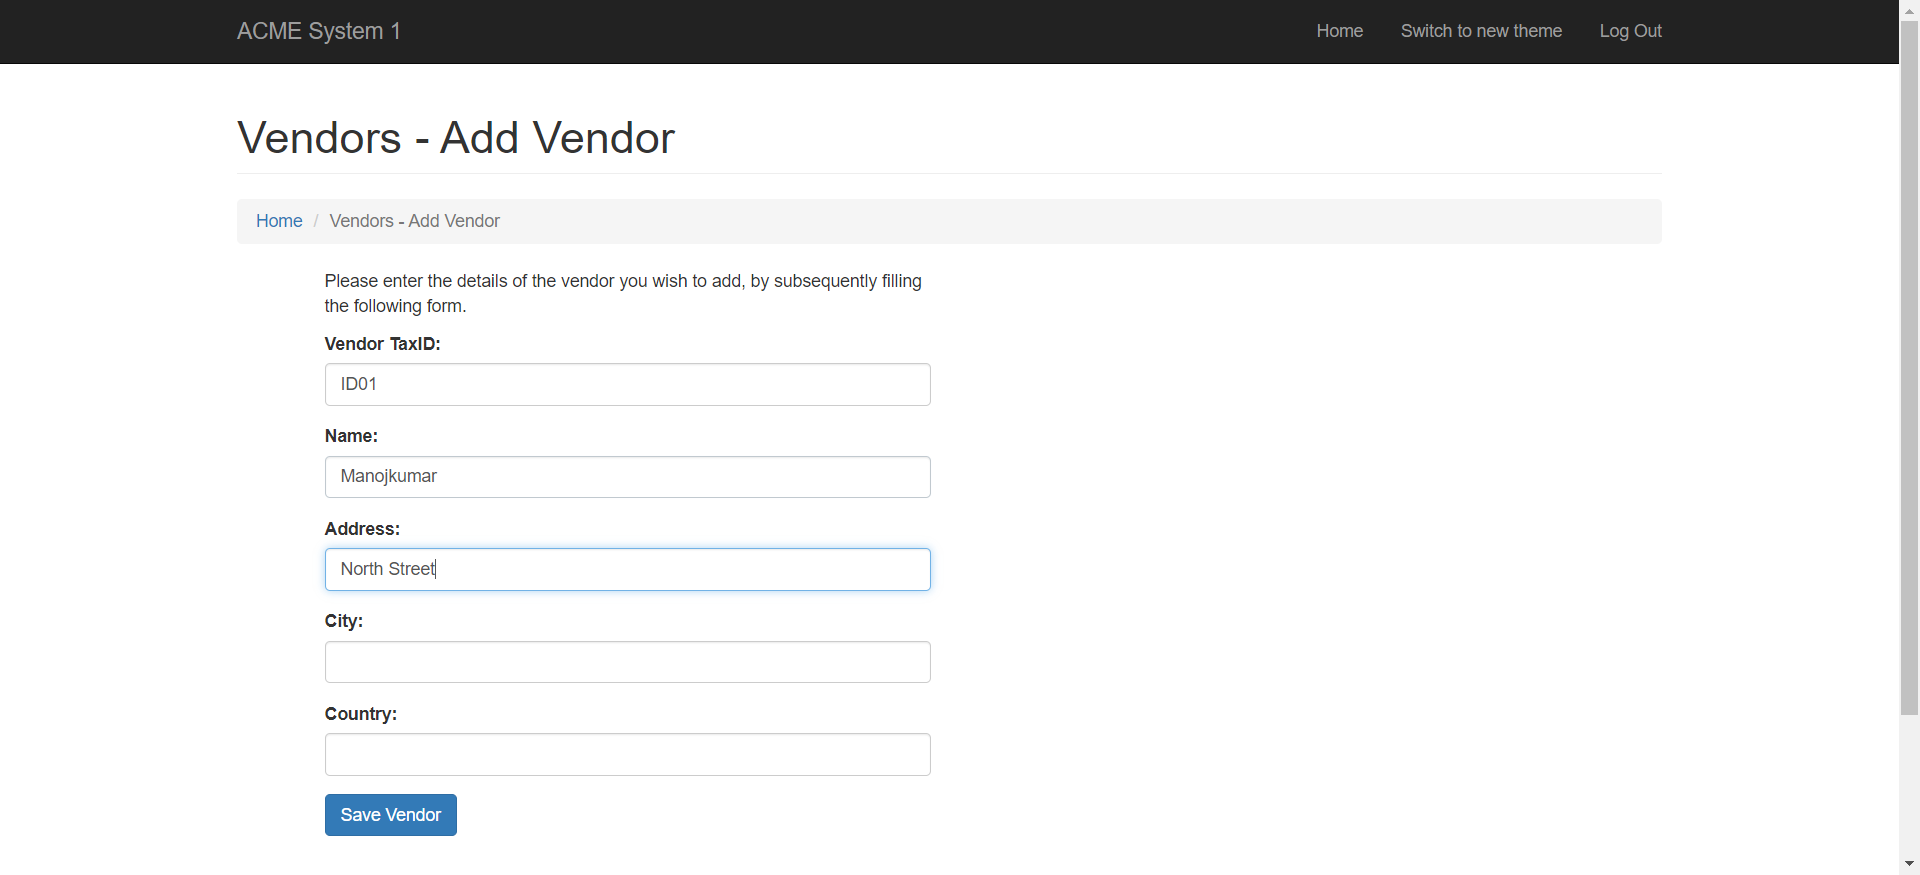 ACME System 1
Home Switch to new theme Log Out
Vendors - Add Vendor
Home / Vendors - Add Vendor
Please enter the details of the vendor you wish to add, by subsequently filling
the following form.
Vendor TaxID:
ID01
Name:
Manojkumar
Address:
North Street
City:
Country:
Save Vendor